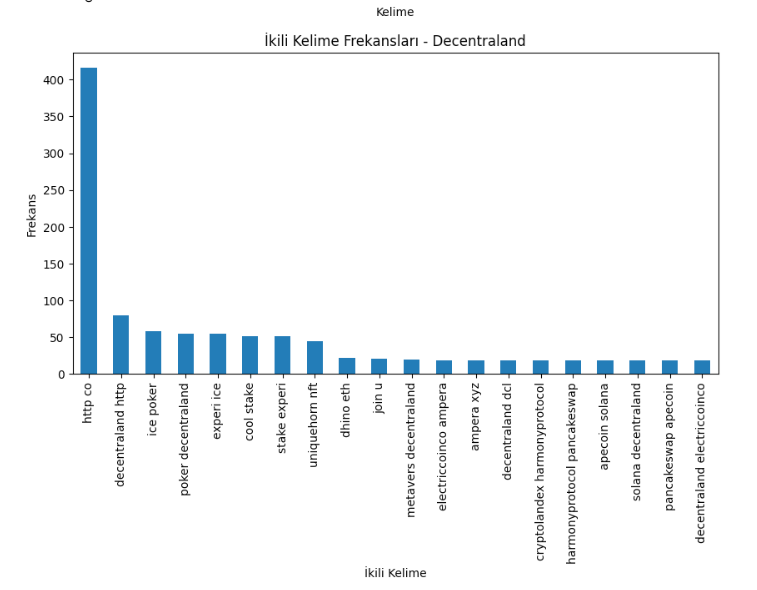 Kelime
İkili Kelime Frekansları - Decentraland
Frekans
400
350
300
250
200
150
100
50
0
http co
decentraland http
ice poker
poker decentraland
experi ice
cool stake
stake experi
uniquehorn nft
dhino eth
join u
metavers decentraland
electriccoinco ampera
ampera xyz
decentraland dcl
cryptolandex harmonyprotocol
harmonyprotocol pancakeswap
apecoin solana
solana decentraland
pancakeswap apecoin
decentraland electriccoinco
İkili Kelime